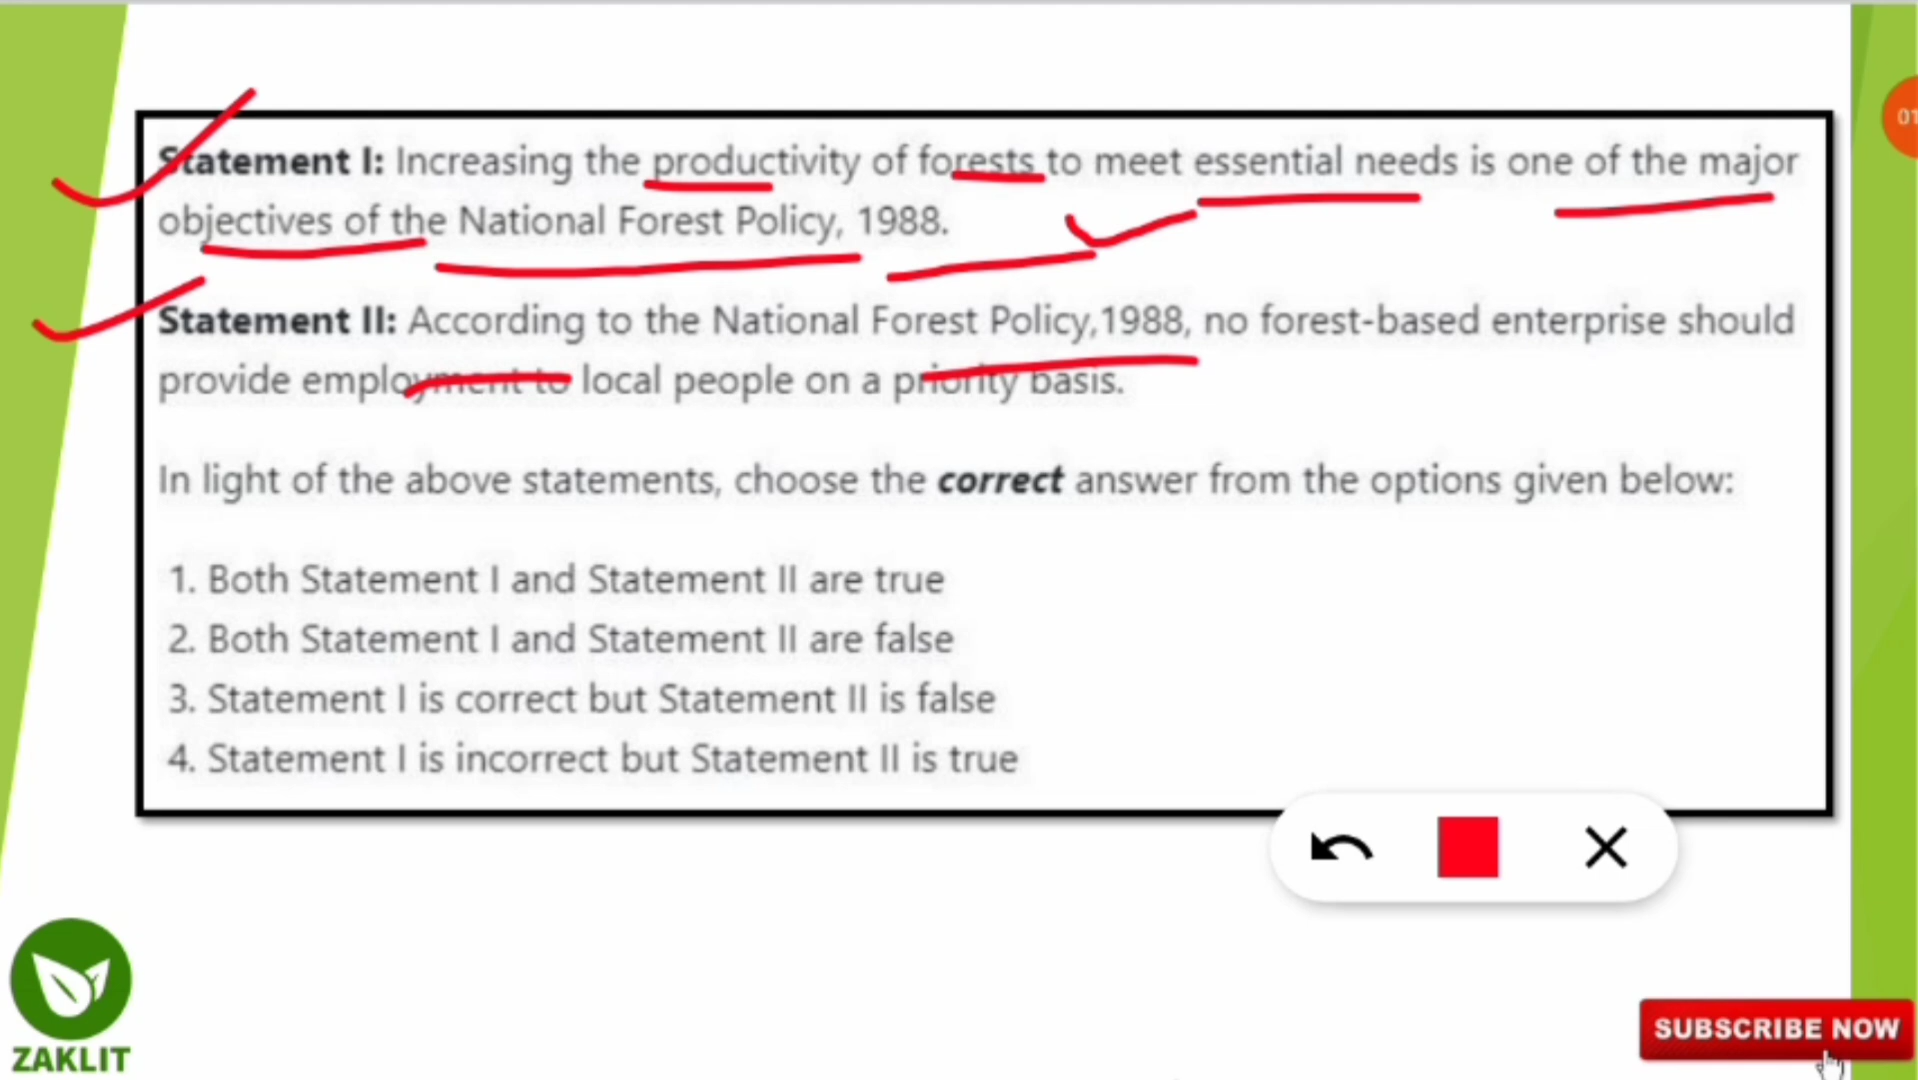 Statement I: Increasing the productivity of forests to meet essential needs is one of the major
objectives of the National Forest Policy, 1988.
Statement II: According to the National Forest Policy,1988, no forest-based enterprise should
provide employment to local people on a priority basis.
In light of the above statements, choose the correct answer from the options given below:
1. Both Statement I and Statement II are true
2. Both Statement I and Statement II are false
3. Statement I is correct but Statement II is false
4. Statement I is incorrect but Statement II is true
01
ZAKLIT
SUBSCRIBE NOW